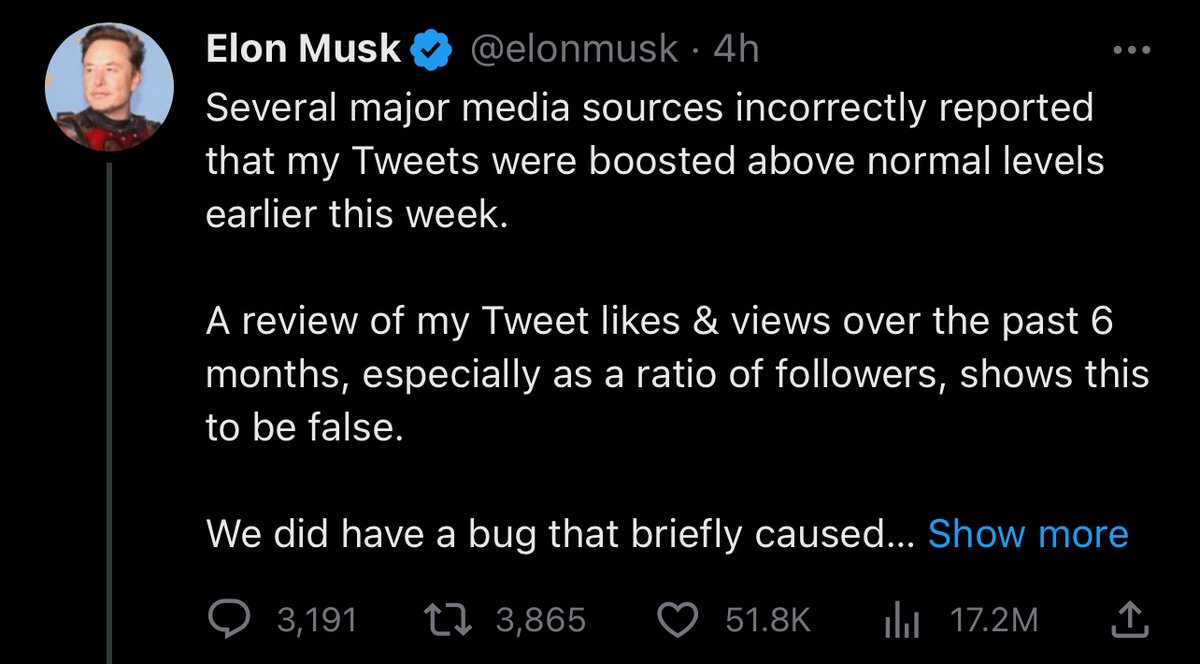 Elon Musk @elonmusk · 4h
Several major media sources incorrectly reported
that my Tweets were boosted above normal levels
earlier this week.
A review of my Tweet likes & views over the past 6
months, especially as a ratio of followers, shows this
to be false.
We did have a bug that briefly caused... Show more
3,191 3,865 51.8K 17.2M